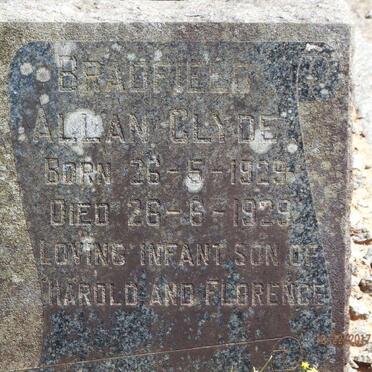 BRADFIELD
ALLAN CLYDE
BORN 26-5-1929
DIED 26-6-1929
LOVING INFANT SON OF
HAROLD AND FLORENCE